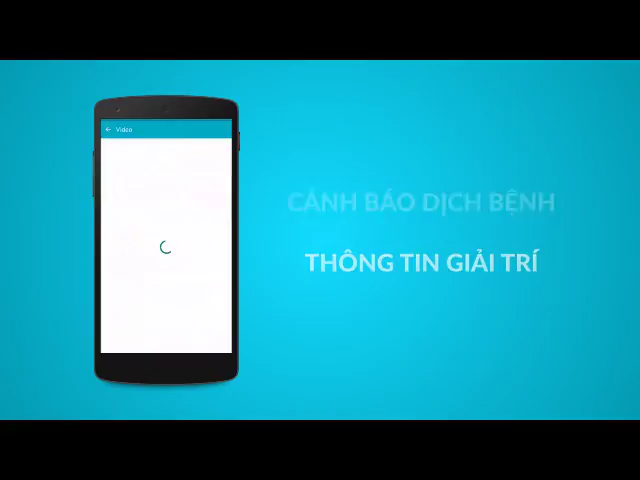 Video
CẢNH BÁO DỊCH BỆNH
THÔNG TIN GIẢI TRÍ